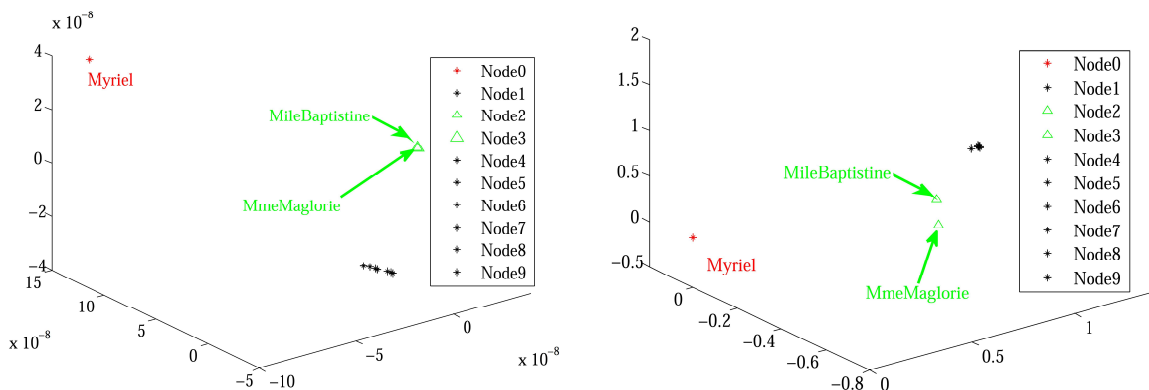 x 10⁻⁸
4
2
0
−2
−4
15
10
5
0
−5
x 10⁻⁸
−10
−5
0
x 10⁻⁸
Myriel
MileBaptistine
MmeMaglorie
Node0
Node1
Node2
Node3
Node4
Node5
Node6
Node7
Node8
Node9
2
1.5
1
0.5
0
−0.5
0
−0.2
−0.4
−0.6
−0.8
0
0.5
1
Myriel
MileBaptistine
MmeMaglorie
Node0
Node1
Node2
Node3
Node4
Node5
Node6
Node7
Node8
Node9